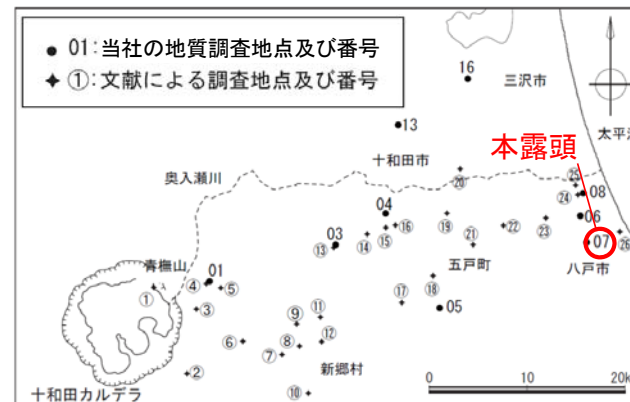 ● 01:当社の地質調査地点及び番号
✦ ①:文献による調査地点及び番号
16
三沢市
太平洋
13
十和田市
本露頭
奥入瀬川
⑳
㉕
08
㉔
04
06
⑯
⑲
㉒
㉓
07
㉖
03
⑬
⑭
⑮
㉑
五戸町
八戸市
青橅山
01
①
④
⑤
⑱
③
⑨
⑪
⑰
05
⑥
⑧
⑫
⑦
②
新郷村
⑩
十和田カルデラ
0 10 20k